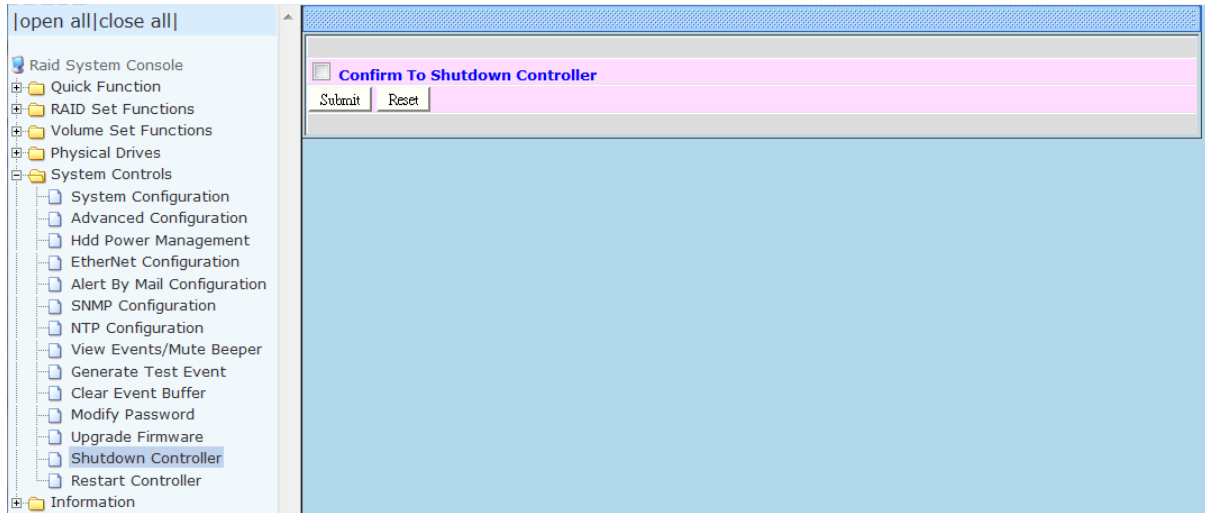 |open all|close all|
Raid System Console
Quick Function
RAID Set Functions
Volume Set Functions
Physical Drives
System Controls
System Configuration
Advanced Configuration
Hdd Power Management
EtherNet Configuration
Alert By Mail Configuration
SNMP Configuration
NTP Configuration
View Events/Mute Beeper
Generate Test Event
Clear Event Buffer
Modify Password
Upgrade Firmware
Shutdown Controller
Restart Controller
Information
Confirm To Shutdown Controller
Submit Reset